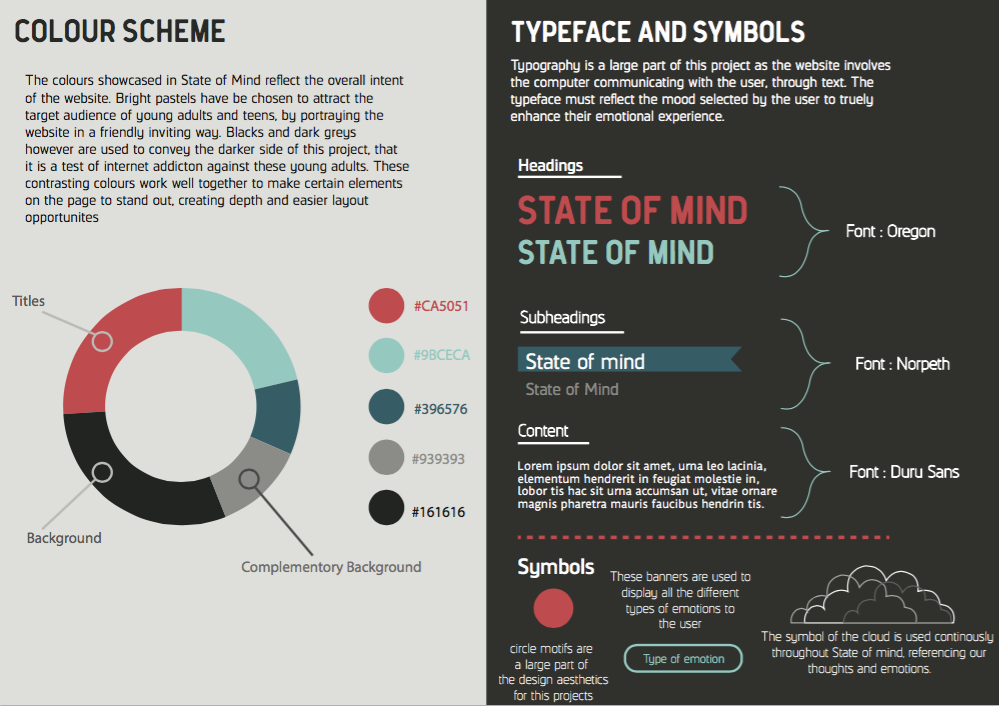 COLOUR SCHEME
The colours showcased in State of Mind reflect the overall intent
of the website. Bright pastels have be chosen to attract the
target audience of young adults and teens, by portraying the
website in a friendly inviting way. Blacks and dark greys
however are used to convey the darker side of this project, that
it is a test of internet addicton against these young adults. These
contrasting colours work well together to make certain elements
on the page to stand out, creating depth and easier layout
opportunites
Titles
Background
Complementory Background
#CA5051
#9BCECA
#396576
#939393
#161616
TYPEFACE AND SYMBOLS
Typography is a large part of this project as the website involves
the computer communicating with the user, through text. The
typeface must reflect the mood selected by the user to truely
enhance their emotional experience.
Headings
STATE OF MIND
STATE OF MIND
Font : Oregon
Subheadings
State of mind
State of Mind
Font : Norpeth
Content
Lorem ipsum dolor sit amet, urna leo lacinia,
elementum hendrerit in feugiat molestie in,
lobor tis hac sit urna accumsan ut, vitae ornare
magnis pharetra mauris faucibus hendrin tis.
Font : Duru Sans
Symbols
circle motifs are
a large part of
the design aesthetics
for this projects
These banners are used to
display all the different
types of emotions to
the user
Type of emotion
The symbol of the cloud is used continously
throughout State of mind, referencing our
thoughts and emotions.